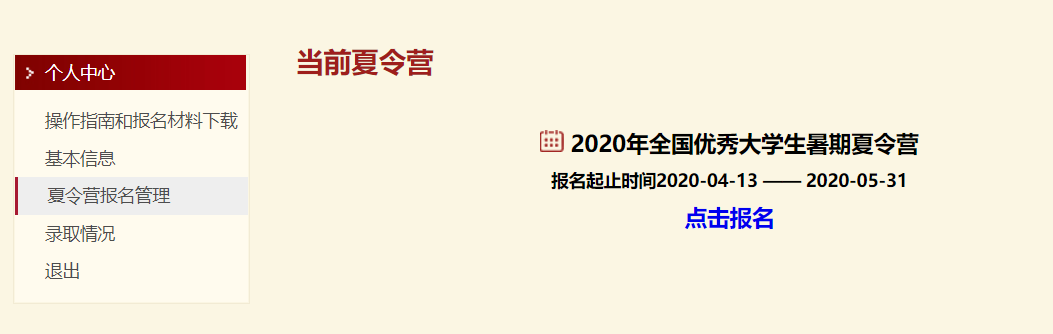 个人中心
操作指南和报名材料下载
基本信息
夏令营报名管理
录取情况
退出
当前夏令营
2020年全国优秀大学生暑期夏令营
报名起止时间2020-04-13 —— 2020-05-31
点击报名